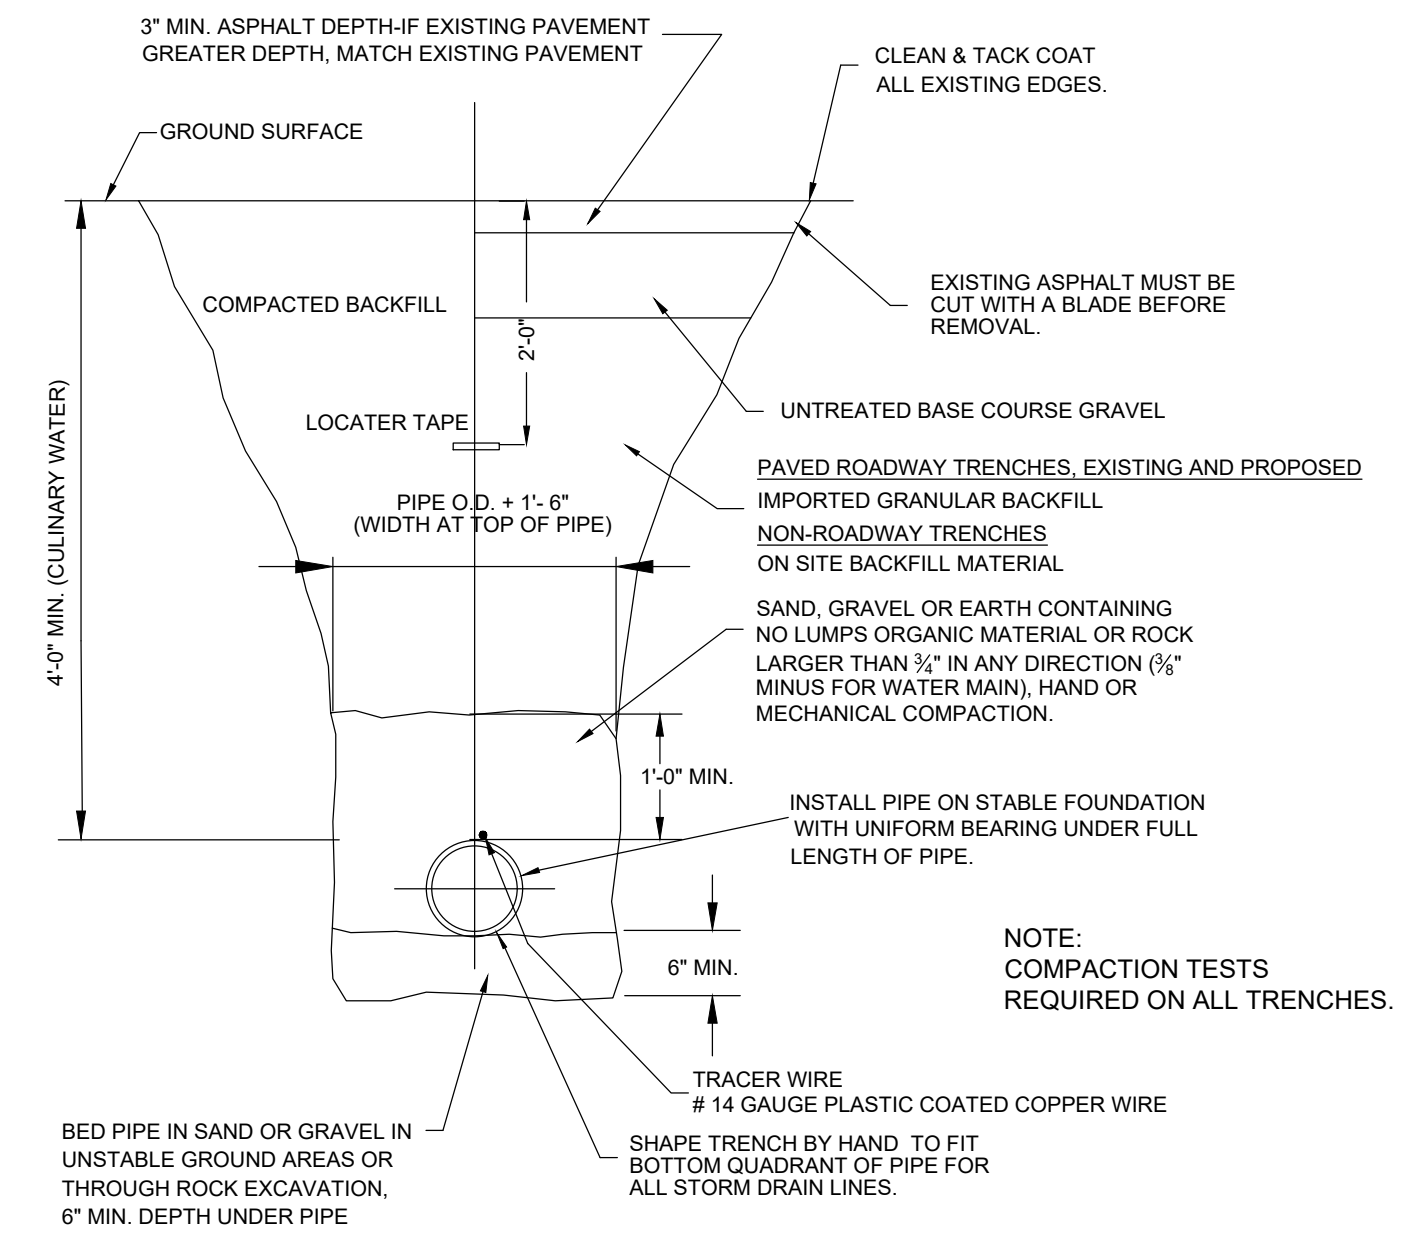 3" MIN. ASPHALT DEPTH-IF EXISTING PAVEMENT
GREATER DEPTH, MATCH EXISTING PAVEMENT
CLEAN & TACK COAT
ALL EXISTING EDGES.
GROUND SURFACE
EXISTING ASPHALT MUST BE
CUT WITH A BLADE BEFORE
REMOVAL.
COMPACTED BACKFILL
2'-0"
4'-0" MIN. (CULINARY WATER)
LOCATER TAPE
UNTREATED BASE COURSE GRAVEL
PAVED ROADWAY TRENCHES, EXISTING AND PROPOSED
IMPORTED GRANULAR BACKFILL
NON-ROADWAY TRENCHES
ON SITE BACKFILL MATERIAL
PIPE O.D. + 1'- 6"
(WIDTH AT TOP OF PIPE)
SAND, GRAVEL OR EARTH CONTAINING
NO LUMPS ORGANIC MATERIAL OR ROCK
LARGER THAN ¾" IN ANY DIRECTION (⅜"
MINUS FOR WATER MAIN), HAND OR
MECHANICAL COMPACTION.
1'-0" MIN.
INSTALL PIPE ON STABLE FOUNDATION
WITH UNIFORM BEARING UNDER FULL
LENGTH OF PIPE.
6" MIN.
NOTE:
COMPACTION TESTS
REQUIRED ON ALL TRENCHES.
TRACER WIRE
# 14 GAUGE PLASTIC COATED COPPER WIRE
BED PIPE IN SAND OR GRAVEL IN
UNSTABLE GROUND AREAS OR
THROUGH ROCK EXCAVATION,
6" MIN. DEPTH UNDER PIPE
SHAPE TRENCH BY HAND  TO FIT
BOTTOM QUADRANT OF PIPE FOR
ALL STORM DRAIN LINES.